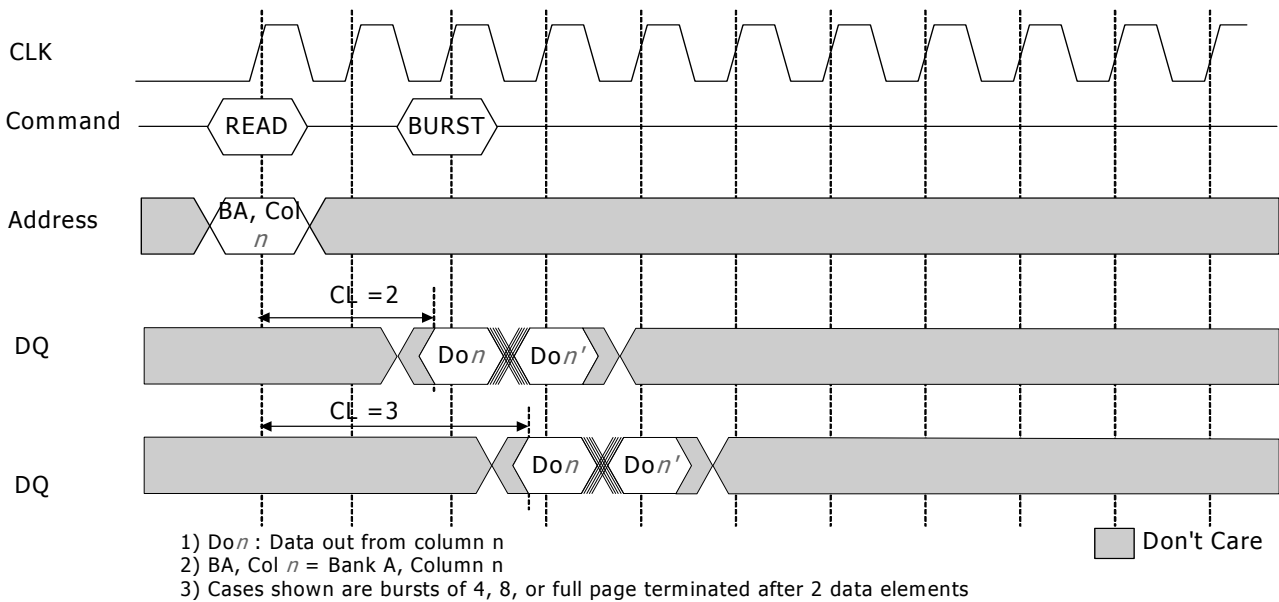 CLK
Command
READ
BURST
Address
BA, Col
n
CL =2
DQ
Don
Don'
CL =3
DQ
Don
Don'
1) Don : Data out from column n
2) BA, Col n = Bank A, Column n
3) Cases shown are bursts of 4, 8, or full page terminated after 2 data elements
Don't Care